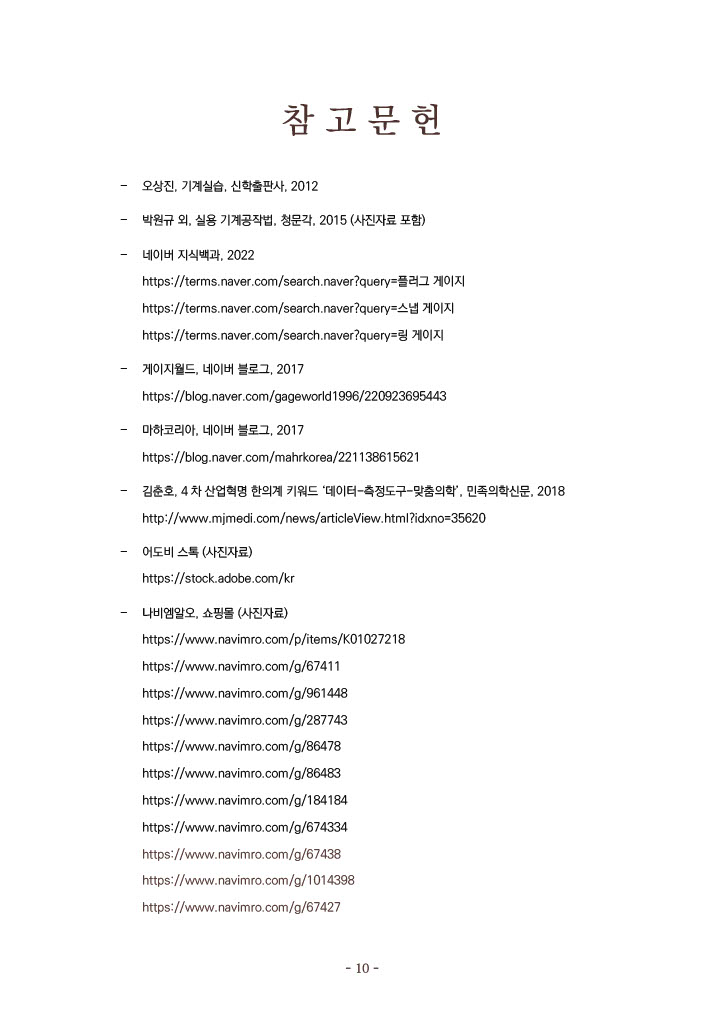 참 고 문 헌
- 오상진, 기계실습, 신학출판사, 2012
- 박원규 외, 실용 기계공작법, 청문각, 2015 (사진자료 포함)
- 네이버 지식백과, 2022
https://terms.naver.com/search.naver?query=플러그 게이지
https://terms.naver.com/search.naver?query=스냅 게이지
https://terms.naver.com/search.naver?query=링 게이지
- 게이지월드, 네이버 블로그, 2017
https://blog.naver.com/gageworld1996/220923695443
- 마하코리아, 네이버 블로그, 2017
https://blog.naver.com/mahrkorea/221138615621
- 김춘호, 4 차 산업혁명 한의계 키워드 ‘데이터-측정도구-맞춤의학’, 민족의학신문, 2018
http://www.mjmedi.com/news/articleView.html?idxno=35620
- 어도비 스톡 (사진자료)
https://stock.adobe.com/kr
- 나비엠알오, 쇼핑몰 (사진자료)
https://www.navimro.com/p/items/K01027218
https://www.navimro.com/g/67411
https://www.navimro.com/g/961448
https://www.navimro.com/g/287743
https://www.navimro.com/g/86478
https://www.navimro.com/g/86483
https://www.navimro.com/g/184184
https://www.navimro.com/g/674334
https://www.navimro.com/g/67438
https://www.navimro.com/g/1014398
https://www.navimro.com/g/67427
- 10 -